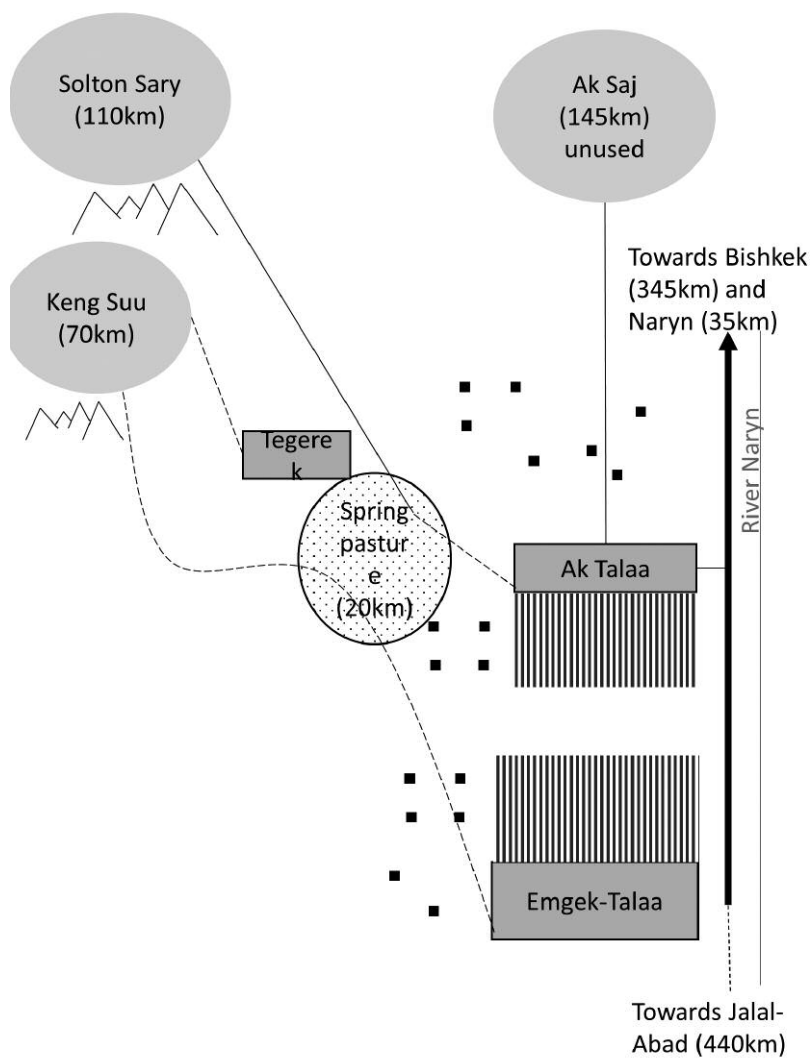 Solton Sary
(110km)
Ak Saj
(145km)
unused
Keng Suu
(70km)
Towards Bishkek
(345km) and
Naryn (35km)
Tegere
k
River Naryn
Spring
pastur
e
(20km)
Ak Talaa
Emgek-Talaa
Towards Jalal-
Abad (440km)